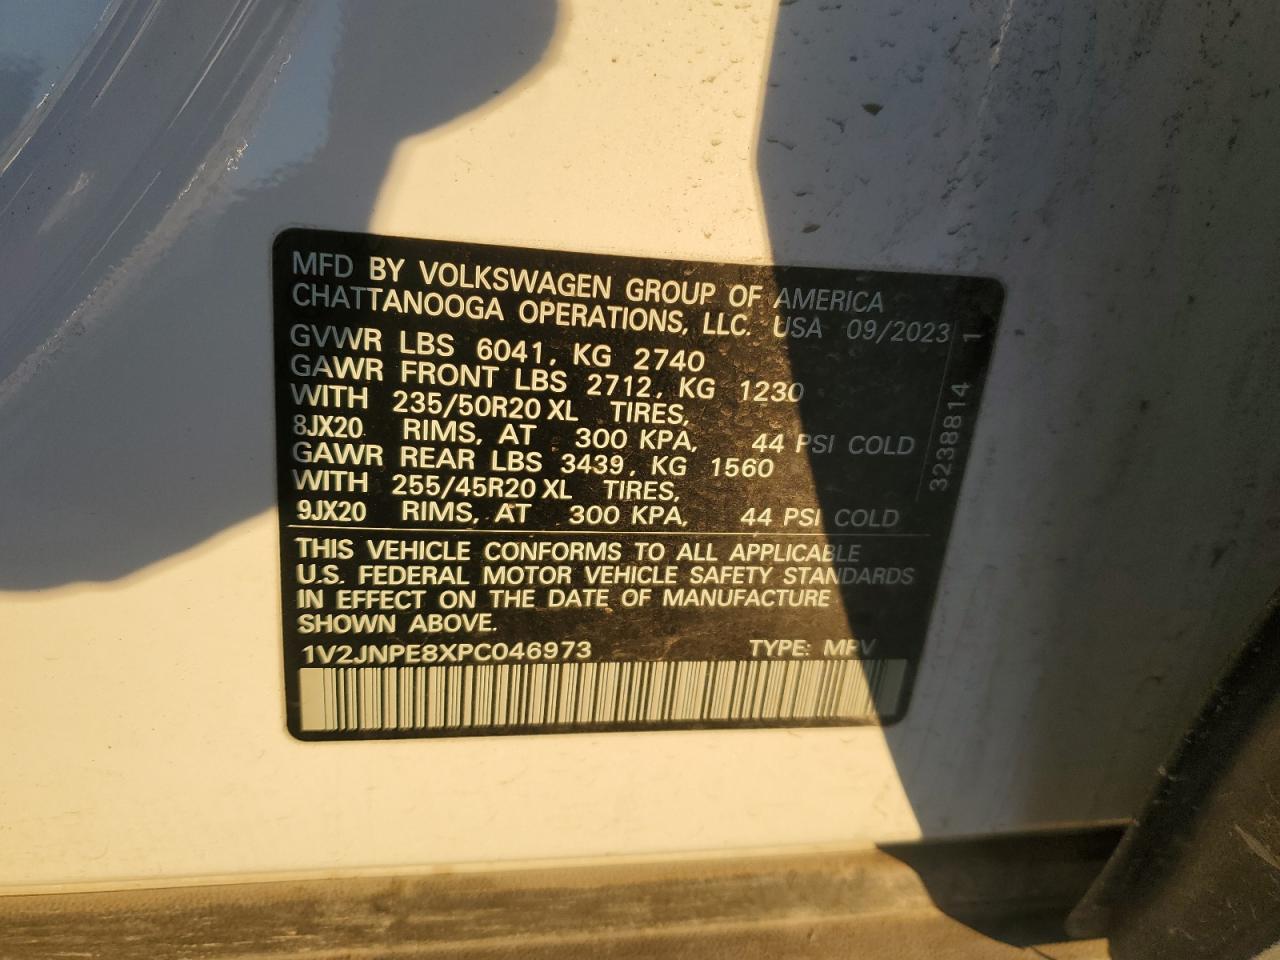 MFD BY VOLKSWAGEN GROUP OF AMERICA
CHATTANOOGA OPERATIONS, LLC. USA 09/2023
GVWR LBS 6041, KG 2740
GAWR FRONT LBS 2712, KG 1230
WITH 235/50R20 XL TIRES,
8JX20 RIMS, AT 300 KPA, 44 PSI COLD
GAWR REAR LBS 3439, KG 1560
WITH 255/45R20 XL TIRES,
9JX20 RIMS, AT 300 KPA, 44 PSI COLD
3238814 1
THIS VEHICLE CONFORMS TO ALL APPLICABLE
U.S. FEDERAL MOTOR VEHICLE SAFETY STANDARDS
IN EFFECT ON THE DATE OF MANUFACTURE
SHOWN ABOVE.
1V2JNPE8XPC046973 TYPE: MPV